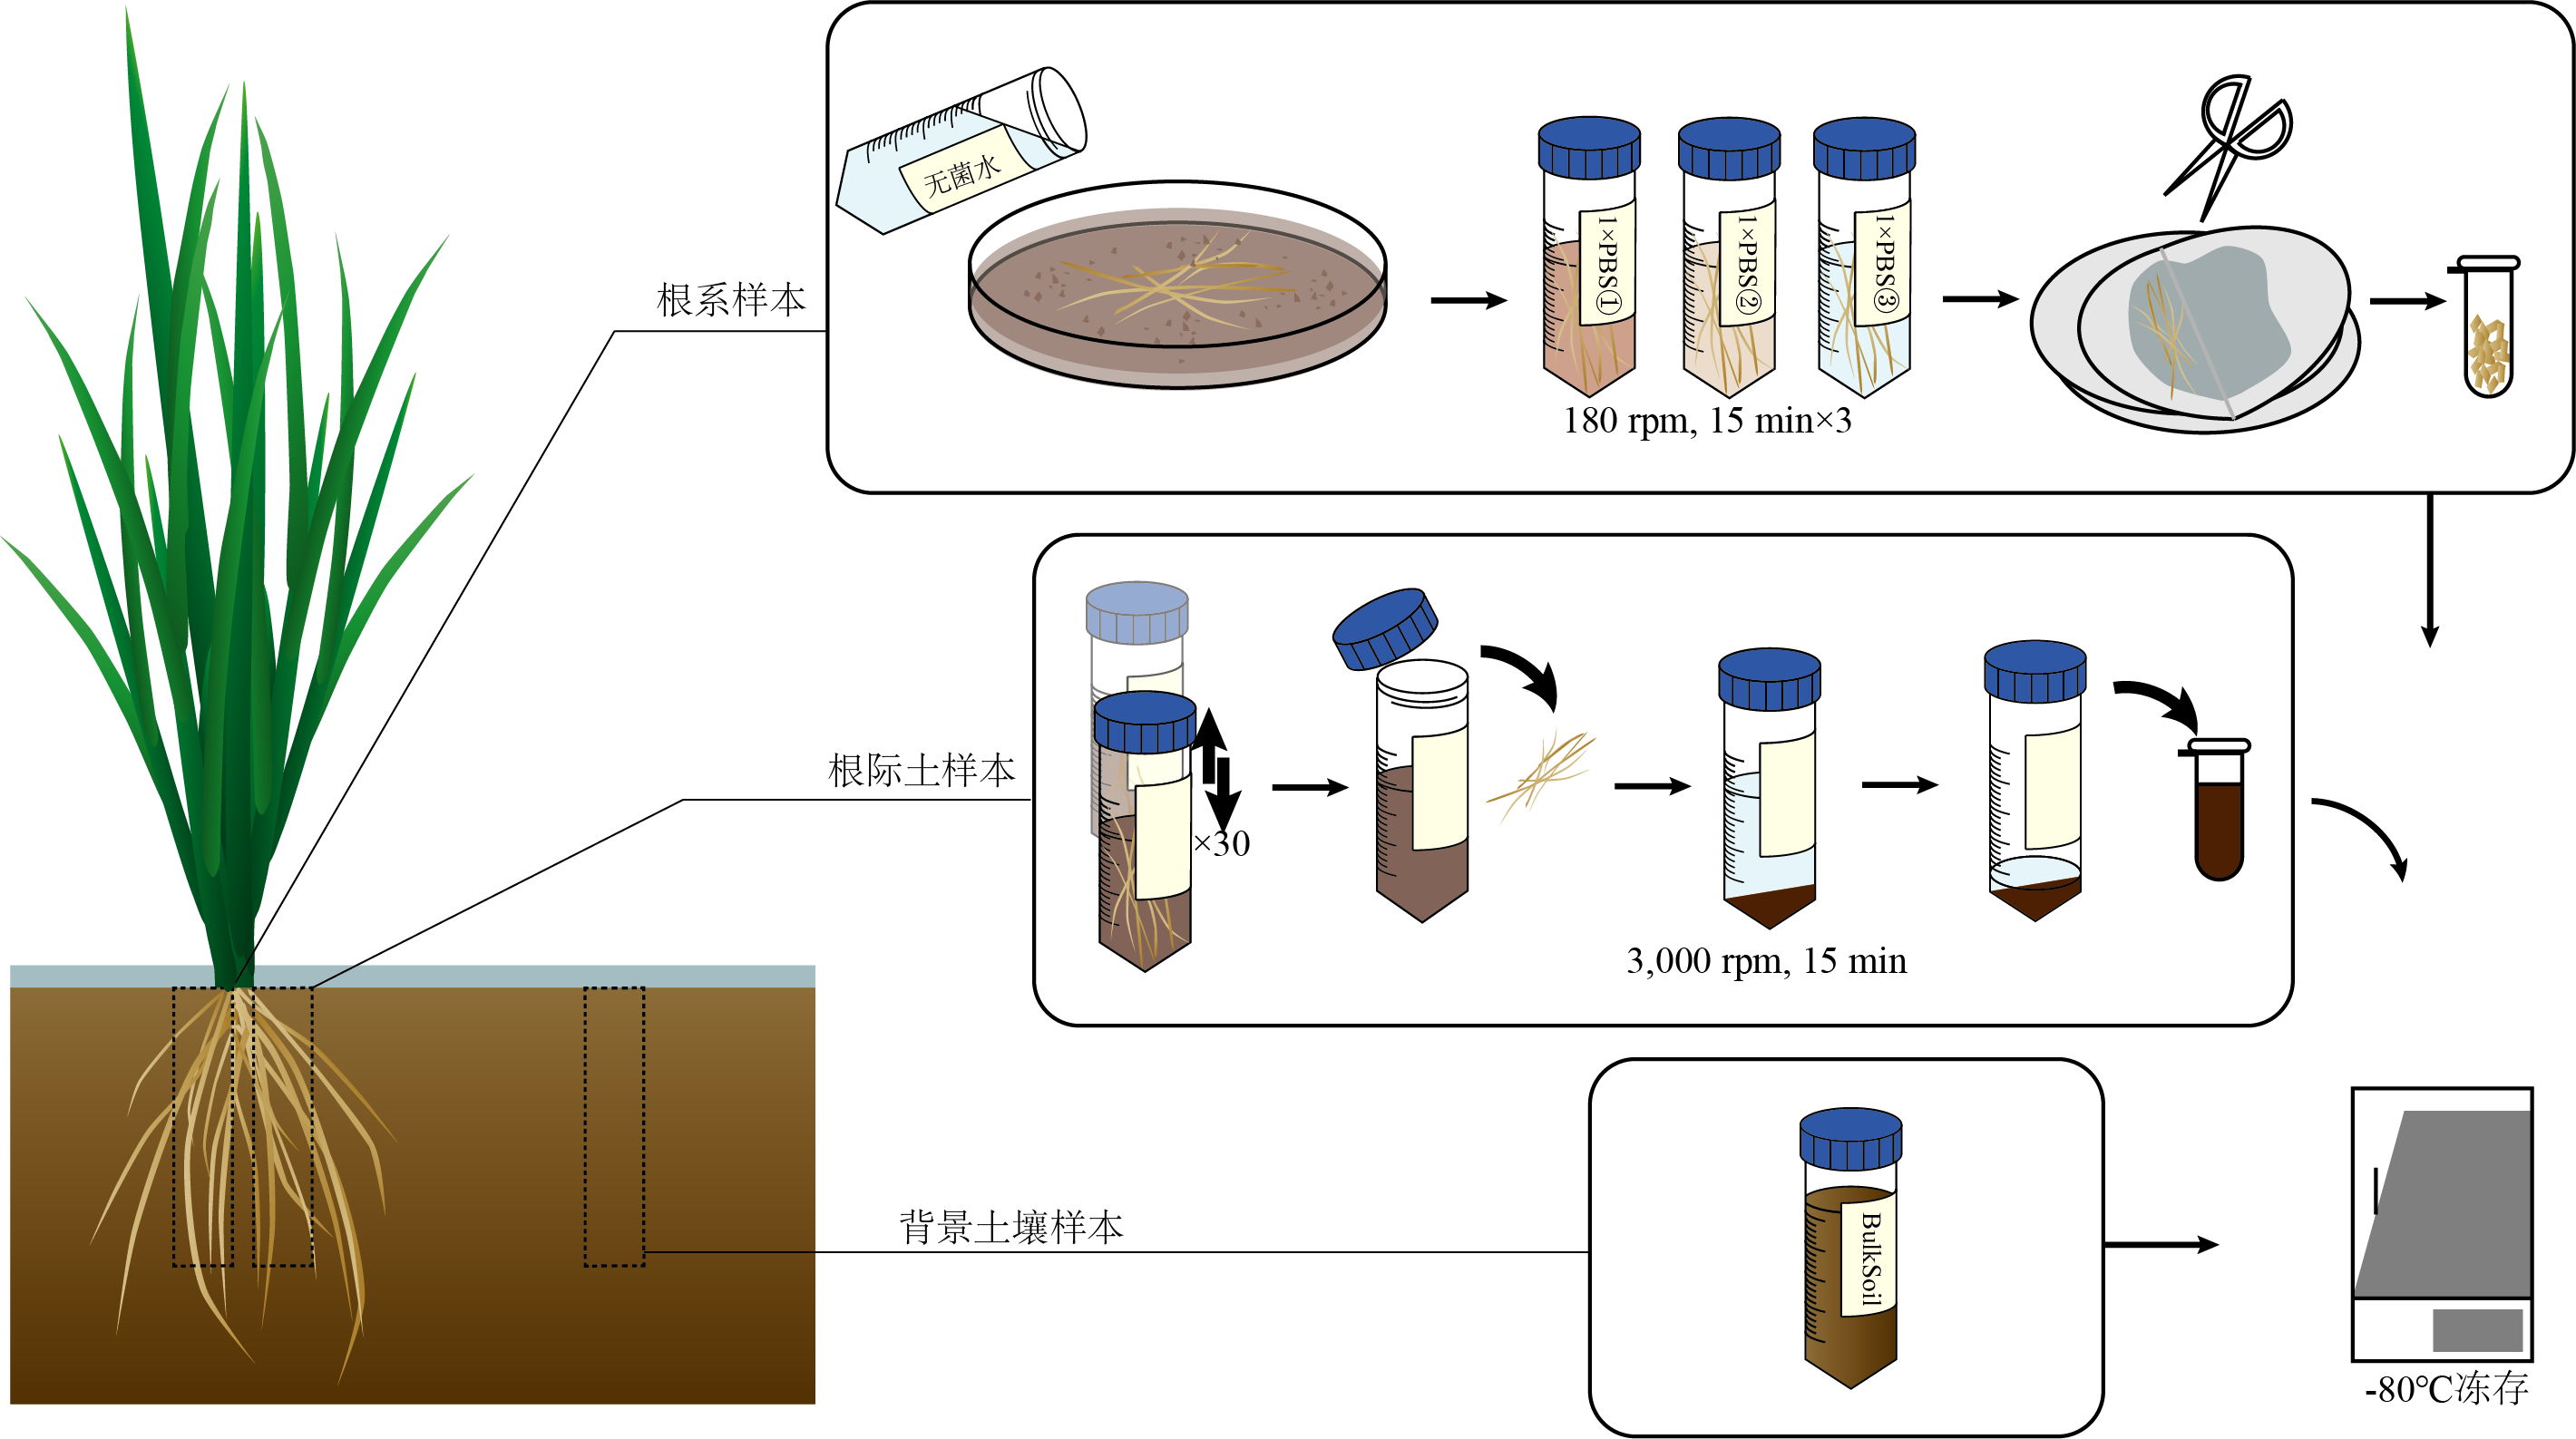 无菌水
1×PBS①
1×PBS②
1×PBS③
180 rpm, 15 min×3
根系样本
×30
根际土样本
3,000 rpm, 15 min
背景土壤样本
BulkSoil
-80℃冻存